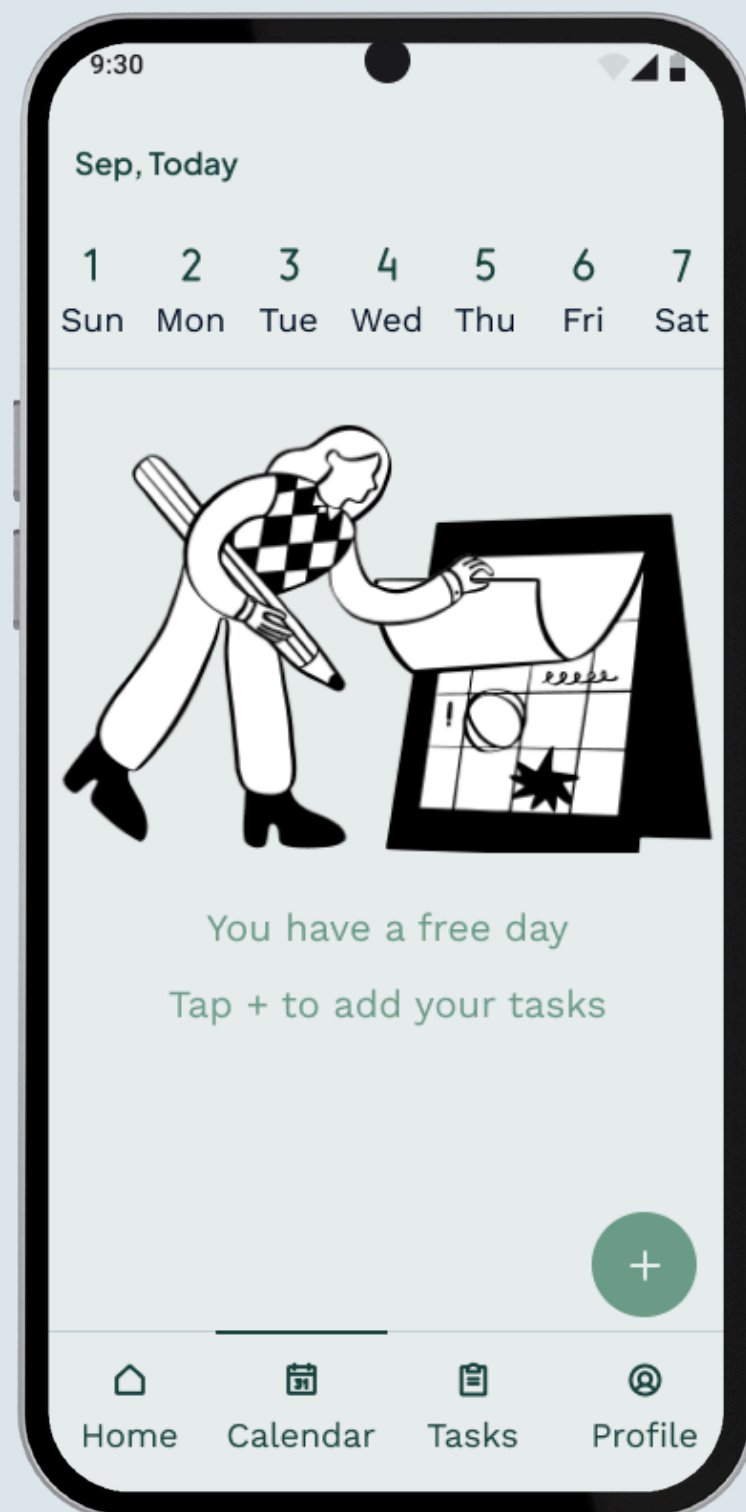 9:30
Sep, Today
1 2 3 4 5 6 7
Sun Mon Tue Wed Thu Fri Sat
!
You have a free day
Tap + to add your tasks
+
31
Home Calendar Tasks Profile